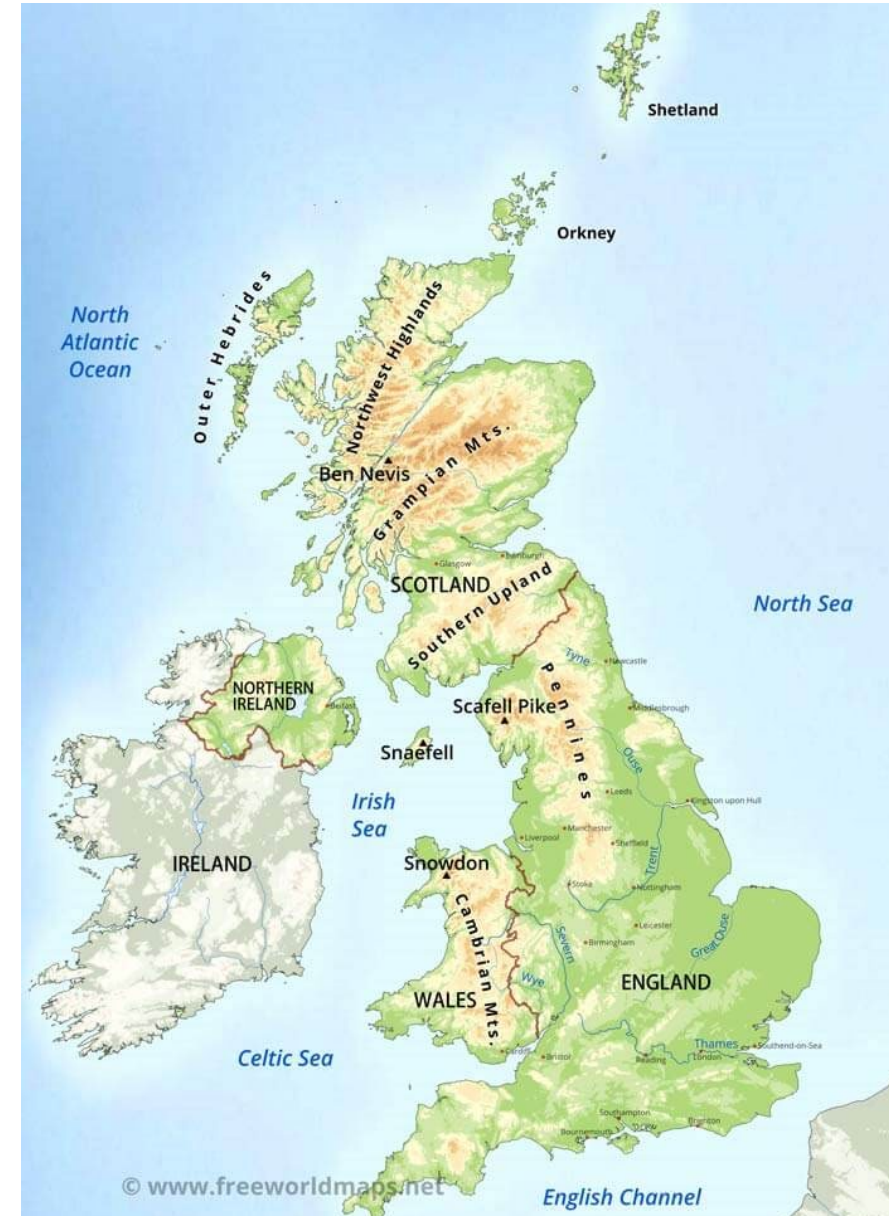 Shetland
Orkney
Outer Hebrides
North
Atlantic
Ocean
Northwest Highlands
Ben Nevis
Grampian Mts.
Glasgow
Edinburgh
SCOTLAND
Southern Upland
North Sea
Tyne
Newcastle
NORTHERN
IRELAND
Belfast
Pennines
Scafell Pike
Middlesbrough
Snaefell
Ouse
Irish
Sea
Leeds
Kingston upon Hull
Manchester
Liverpool
Sheffield
IRELAND
Snowdon
Trent
Stoka
Nottingham
Cambrian Mts.
Leicester
Great Ouse
Severn
Birmingham
Wye
ENGLAND
WALES
Thames
Southend-on-Sea
Cardiff
Bristol
Reading
London
Celtic Sea
Southampton
Brighton
Bournemouth
© www.freeworldmaps.net
English Channel